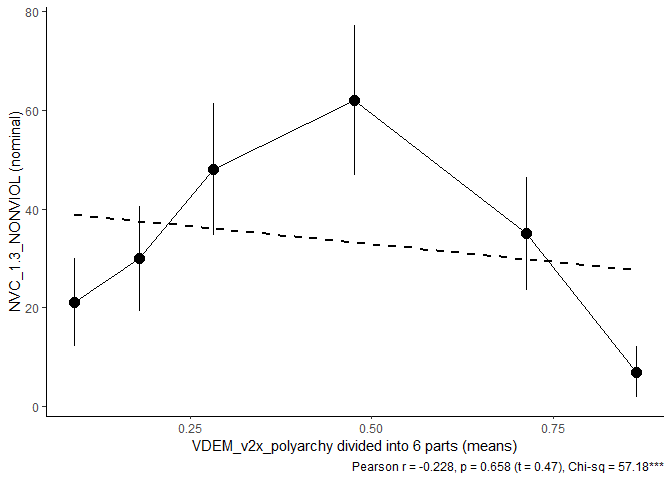 80
60
40
20
0
NVC_1.3_NONVIOL (nominal)
0.25
0.50
0.75
VDEM_v2x_polyarchy divided into 6 parts (means)
Pearson r = -0.228, p = 0.658 (t = 0.47), Chi-sq = 57.18***